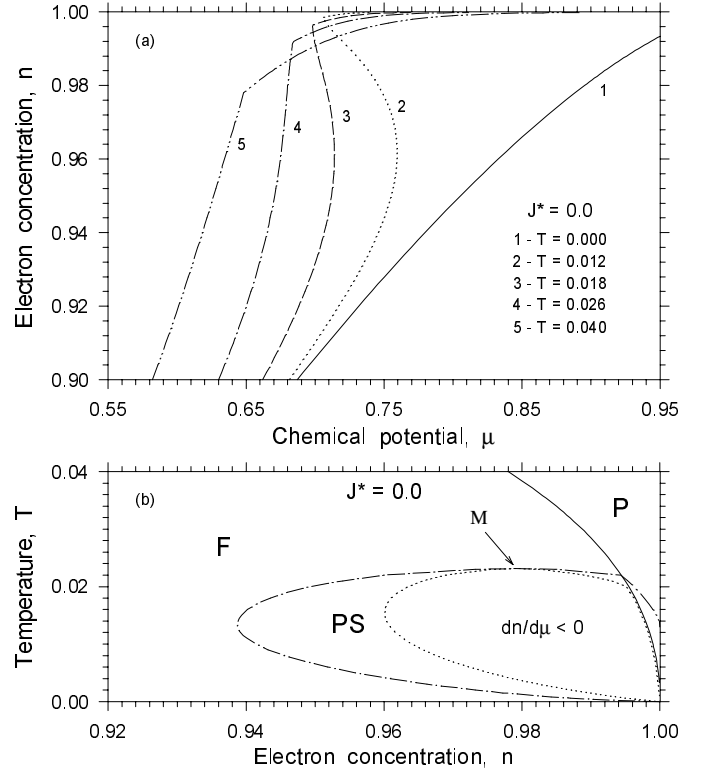 1.00
(a)
0.98
1
2
3
4
5
0.96
Electron concentration, n
0.94
J* = 0.0
1 - T = 0.000
2 - T = 0.012
3 - T = 0.018
4 - T = 0.026
5 - T = 0.040
0.92
0.90
0.55 0.65 0.75 0.85 0.95
Chemical potential, μ
0.04
(b)
J* = 0.0
P
M
F
Temperature, T
0.02
PS
dn/dμ < 0
0.00
0.92 0.94 0.96 0.98 1.00
Electron concentration, n